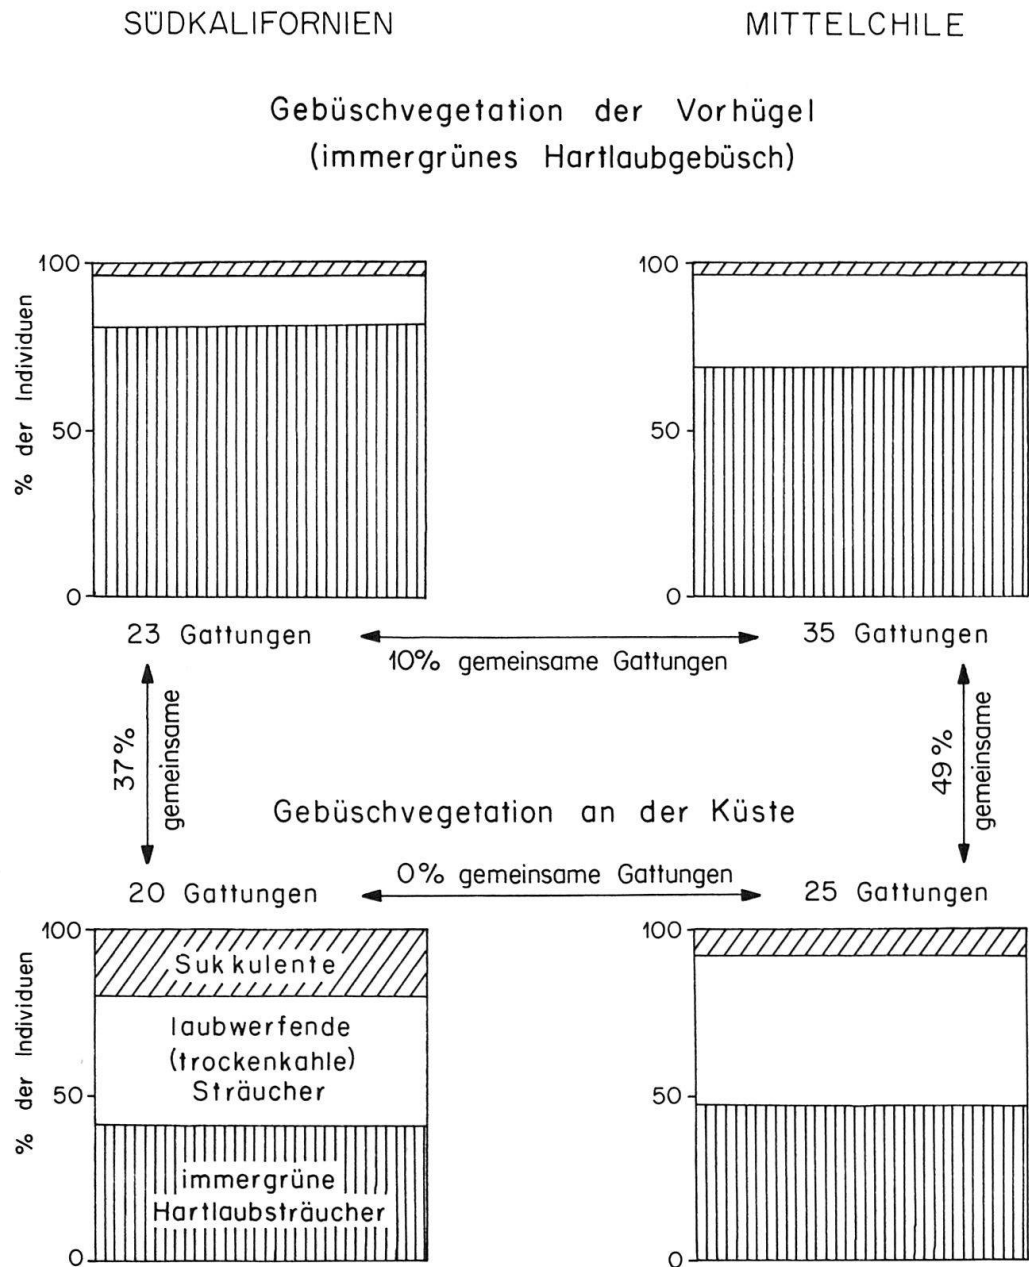 SÜDKALIFORNIEN
MITTELCHILE
Gebüschvegetation der Vorhügel
(immergrünes Hartlaubgebüsch)
% der Individuen
100
50
0
100
50
0
23 Gattungen
10% gemeinsame Gattungen
35 Gattungen
37%
gemeinsame
49%
gemeinsame
Gebüschvegetation an der Küste
20 Gattungen
0% gemeinsame Gattungen
25 Gattungen
% der Individuen
100
50
0
Sukkulente
laubwerfende
(trockenkahle)
Sträucher
immergrüne
Hartlaubsträucher
100
50
0